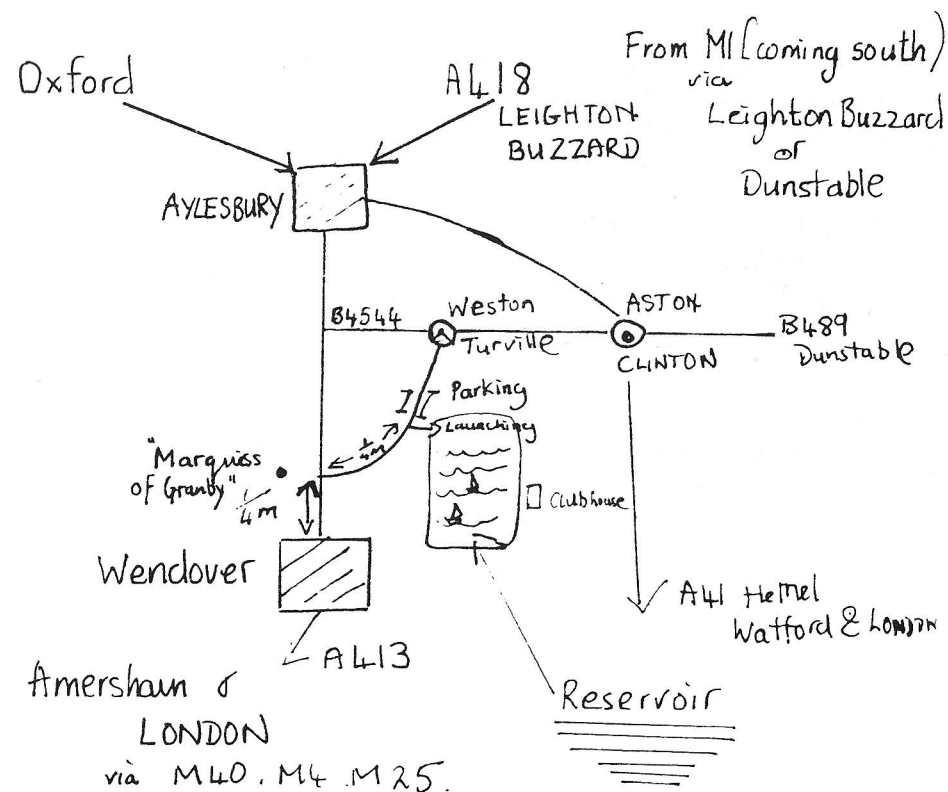 Oxford
A418
LEIGHTON
BUZZARD
From M1 (coming south)
via
Leighton Buzzard
or
Dunstable
AYLESBURY
B4544
Weston
Turville
ASTON
CLINTON
B489
Dunstable
Parking
Launching
1/4m
"Marquiss
of Granby"
1/4m
Clubhouse
Wendover
A41 Hemel
Watford & LONDON
A413
Amersham &
LONDON
via M40. M4. M25.
Reservoir